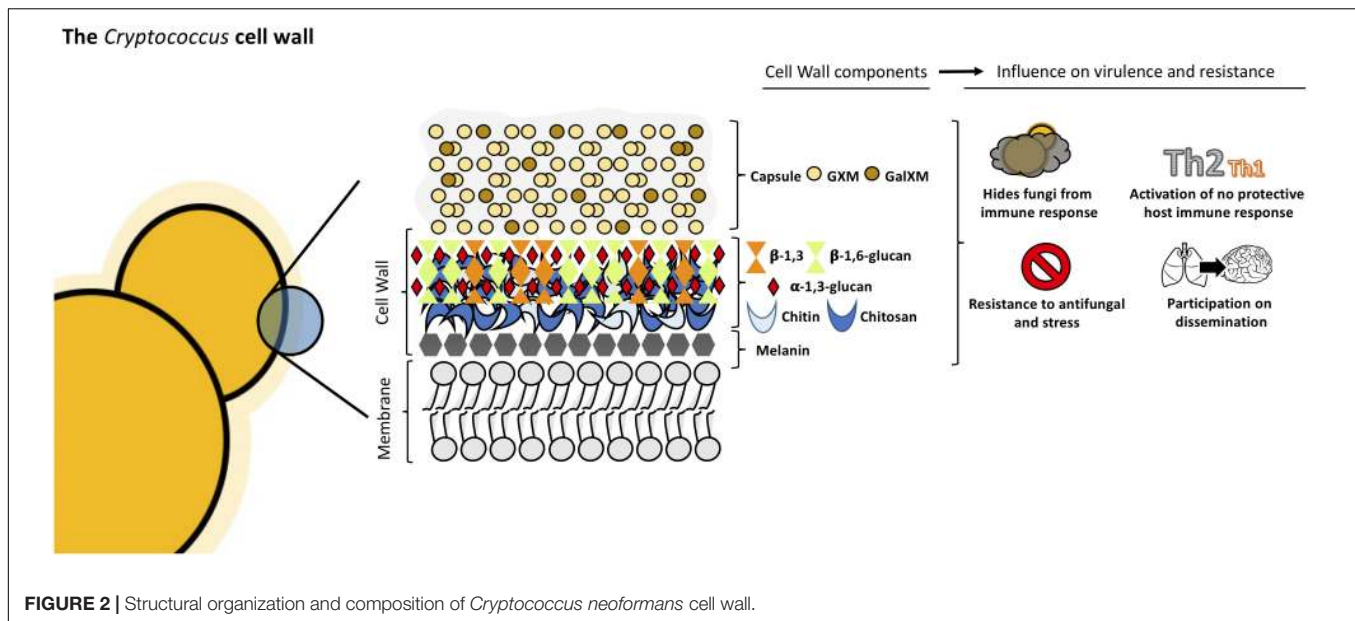 The Cryptococcus cell wall
Cell Wall components
Influence on virulence and resistance
Capsule
GXM
GalXM
Cell Wall
β-1,3
β-1,6-glucan
α-1,3-glucan
Chitin
Chitosan
Melanin
Membrane
Hides fungi from
immune response
Th2 Th1
Activation of no protective
host immune response
Resistance to antifungal
and stress
Participation on
dissemination
FIGURE 2 | Structural organization and composition of Cryptococcus neoformans cell wall.